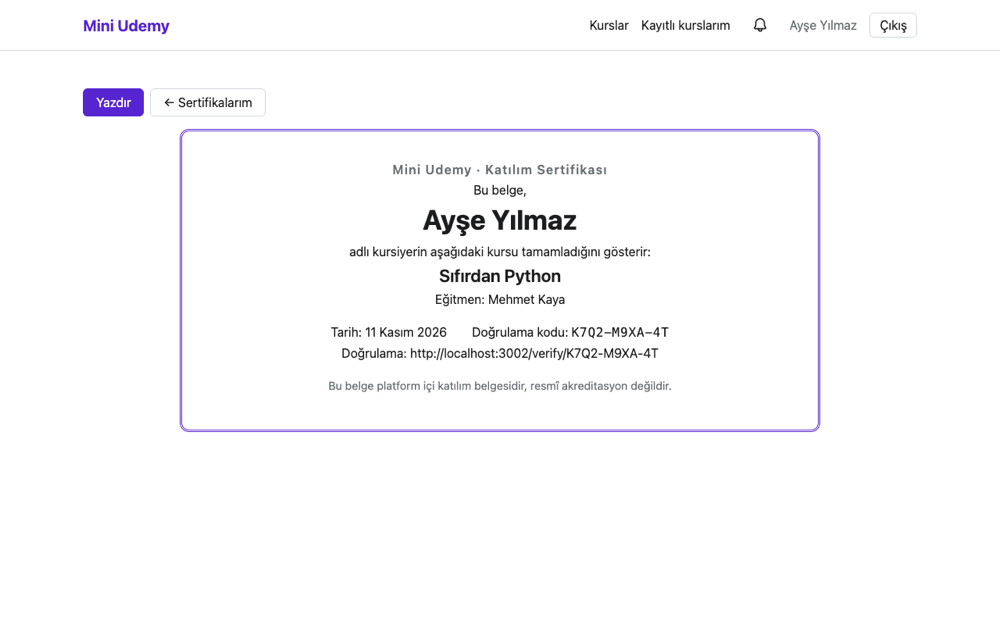 Mini Udemy
Kurslar Kayıtlı kurslarım Ayşe Yılmaz Çıkış
Yazdır ← Sertifikalarım
Mini Udemy · Katılım Sertifikası
Bu belge,
Ayşe Yılmaz
adlı kursiyerin aşağıdaki kursu tamamladığını gösterir:
Sıfırdan Python
Eğitmen: Mehmet Kaya
Tarih: 11 Kasım 2026 Doğrulama kodu: K7Q2-M9XA-4T
Doğrulama: http://localhost:3002/verify/K7Q2-M9XA-4T
Bu belge platform içi katılım belgesidir, resmî akreditasyon değildir.